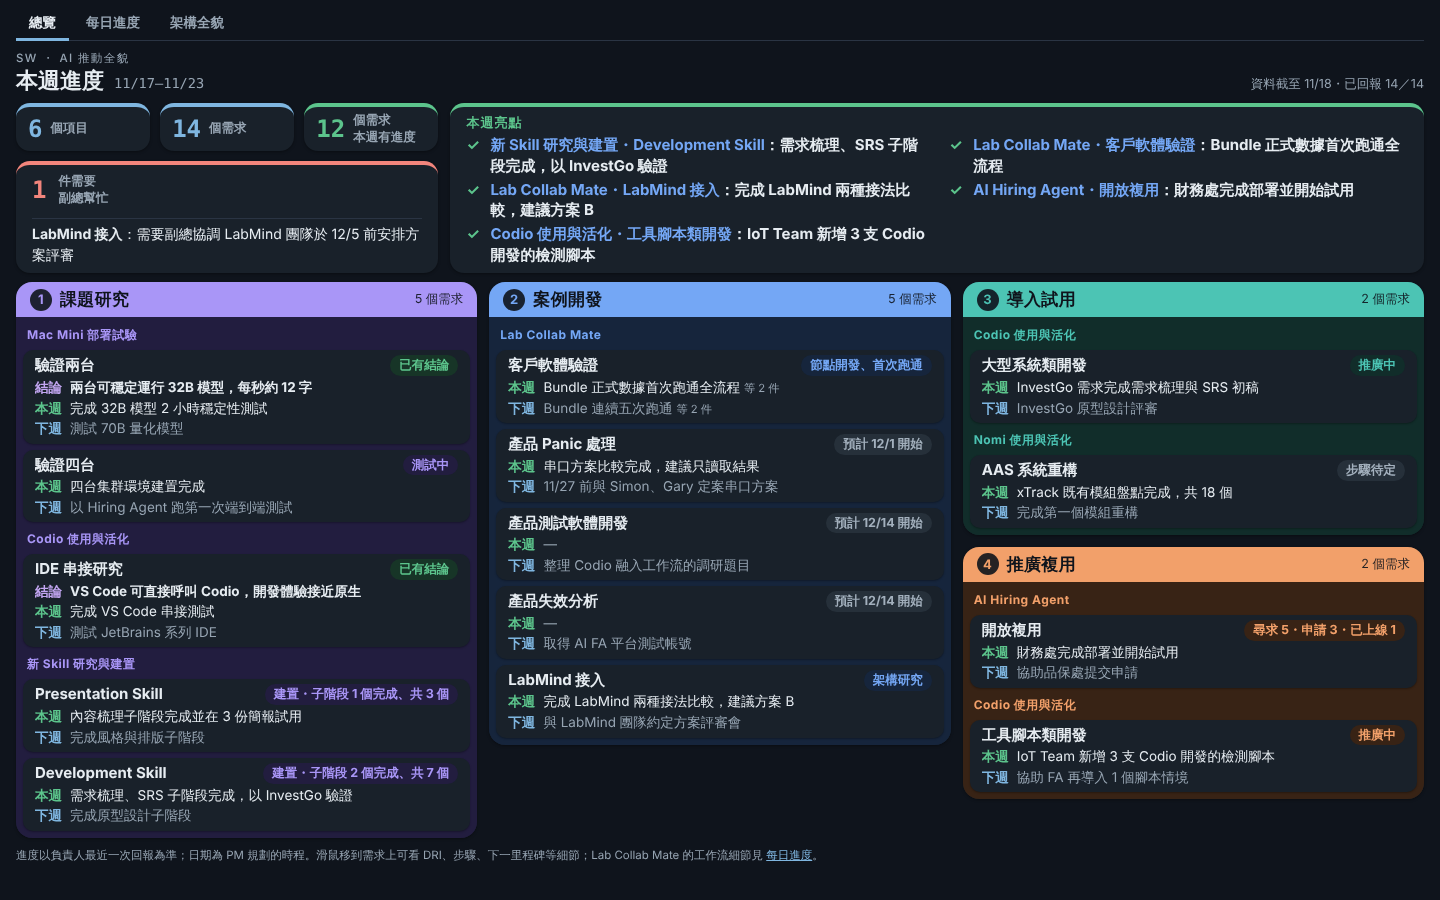 總覽
每日進度
架構全貌
SW · AI 推動全貌
本週進度 11/17–11/23
資料截至 11/18・已回報 14／14
6 個項目
14 個需求
12 個需求
本週有進度
1 件需要
副總幫忙
LabMind 接入：需要副總協調 LabMind 團隊於 12/5 前安排方
案評審
本週亮點
✓ 新 Skill 研究與建置・Development Skill：需求梳理、SRS 子階
段完成，以 InvestGo 驗證
✓ Lab Collab Mate・LabMind 接入：完成 LabMind 兩種接法比
較，建議方案 B
✓ Codio 使用與活化・工具腳本類開發：IoT Team 新增 3 支 Codio
開發的檢測腳本
✓ Lab Collab Mate・客戶軟體驗證：Bundle 正式數據首次跑通全
流程
✓ AI Hiring Agent・開放複用：財務處完成部署並開始試用
1 課題研究 5 個需求
Mac Mini 部署試驗
驗證兩台 已有結論
結論 兩台可穩定運行 32B 模型，每秒約 12 字
本週 完成 32B 模型 2 小時穩定性測試
下週 測試 70B 量化模型
驗證四台 測試中
本週 四台集群環境建置完成
下週 以 Hiring Agent 跑第一次端到端測試
Codio 使用與活化
IDE 串接研究 已有結論
結論 VS Code 可直接呼叫 Codio，開發體驗接近原生
本週 完成 VS Code 串接測試
下週 測試 JetBrains 系列 IDE
新 Skill 研究與建置
Presentation Skill 建置・子階段 1 個完成、共 3 個
本週 內容梳理子階段完成並在 3 份簡報試用
下週 完成風格與排版子階段
Development Skill 建置・子階段 2 個完成、共 7 個
本週 需求梳理、SRS 子階段完成，以 InvestGo 驗證
下週 完成原型設計子階段
2 案例開發 5 個需求
Lab Collab Mate
客戶軟體驗證 節點開發、首次跑通
本週 Bundle 正式數據首次跑通全流程 等 2 件
下週 Bundle 連續五次跑通 等 2 件
產品 Panic 處理 預計 12/1 開始
本週 串口方案比較完成，建議只讀取結果
下週 11/27 前與 Simon、Gary 定案串口方案
產品測試軟體開發 預計 12/14 開始
本週 —
下週 整理 Codio 融入工作流的調研題目
產品失效分析 預計 12/14 開始
本週 —
下週 取得 AI FA 平台測試帳號
LabMind 接入 架構研究
本週 完成 LabMind 兩種接法比較，建議方案 B
下週 與 LabMind 團隊約定方案評審會
3 導入試用 2 個需求
Codio 使用與活化
大型系統類開發 推廣中
本週 InvestGo 需求完成需求梳理與 SRS 初稿
下週 InvestGo 原型設計評審
Nomi 使用與活化
AAS 系統重構 步驟待定
本週 xTrack 既有模組盤點完成，共 18 個
下週 完成第一個模組重構
4 推廣複用 2 個需求
AI Hiring Agent
開放複用 尋求 5・申請 3・已上線 1
本週 財務處完成部署並開始試用
下週 協助品保處提交申請
Codio 使用與活化
工具腳本類開發 推廣中
本週 IoT Team 新增 3 支 Codio 開發的檢測腳本
下週 協助 FA 再導入 1 個腳本情境
進度以負責人最近一次回報為準；日期為 PM 規劃的時程。滑鼠移到需求上可看 DRI、步驟、下一里程碑等細節；Lab Collab Mate 的工作流細節見 每日進度。